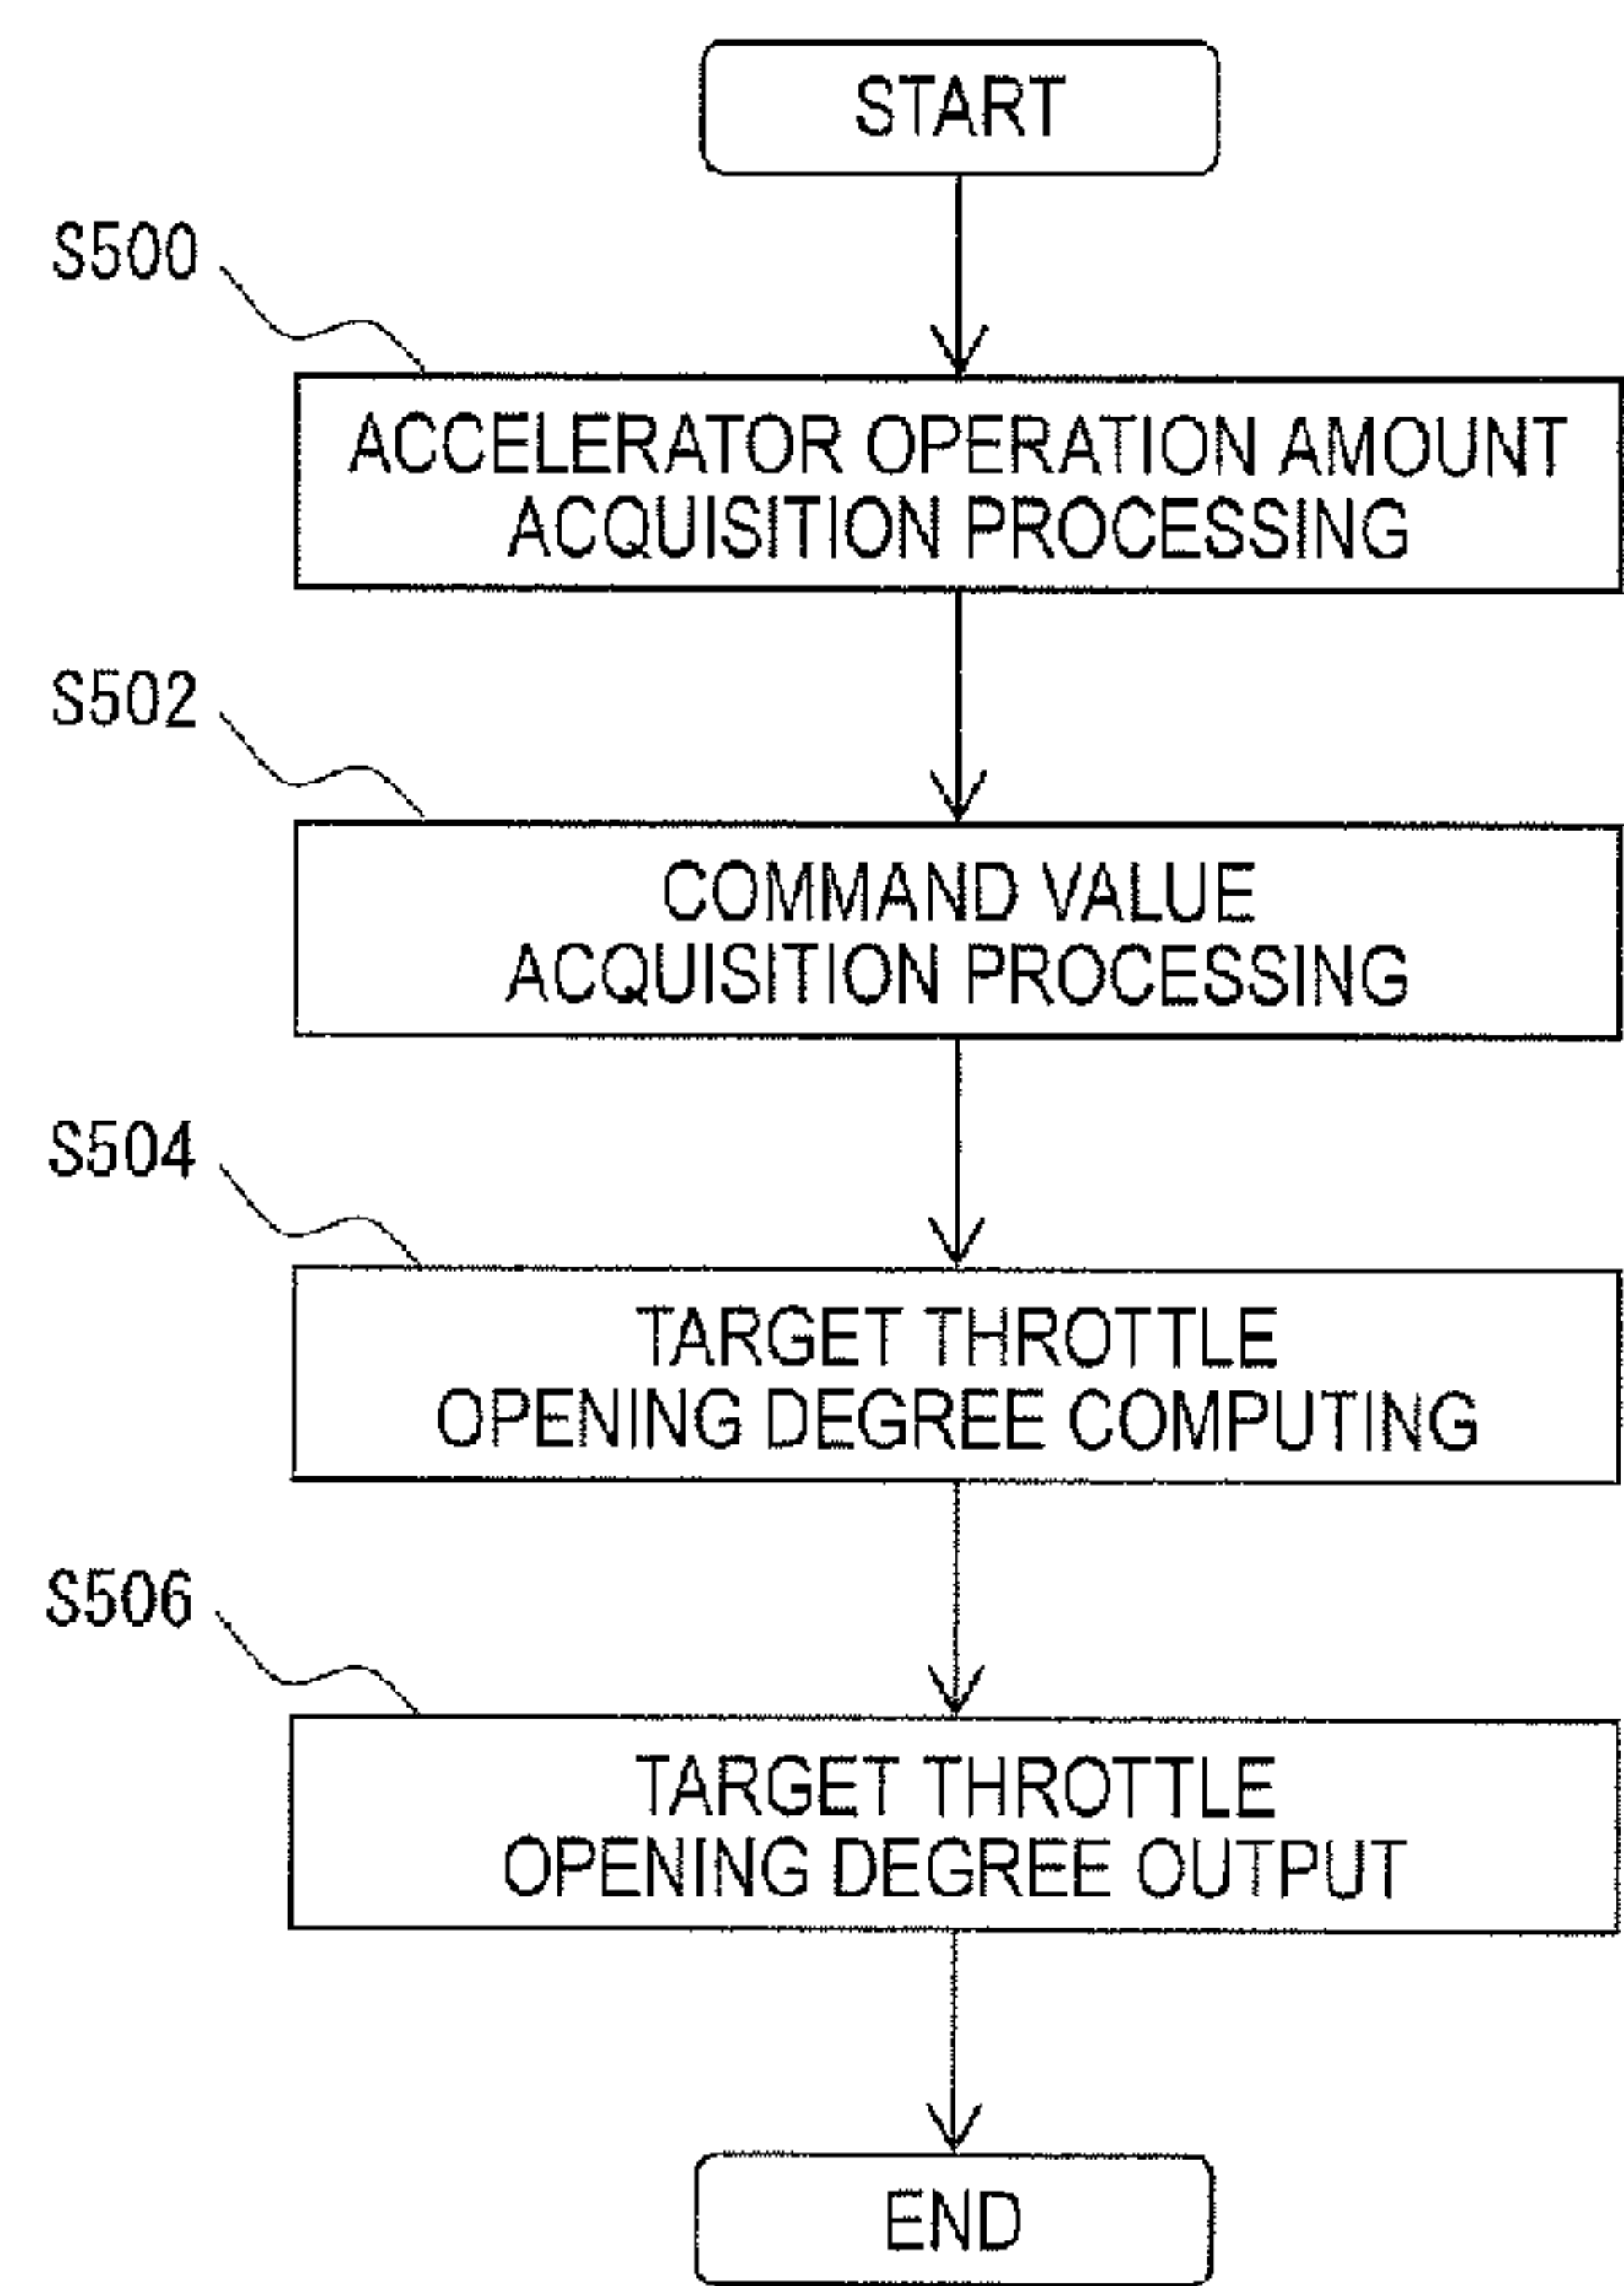 START
S500
ACCELERATOR OPERATION AMOUNT
ACQUISITION PROCESSING
S502
COMMAND VALUE
ACQUISITION PROCESSING
S504
TARGET THROTTLE
OPENING DEGREE COMPUTING
S506
TARGET THROTTLE
OPENING DEGREE OUTPUT
END